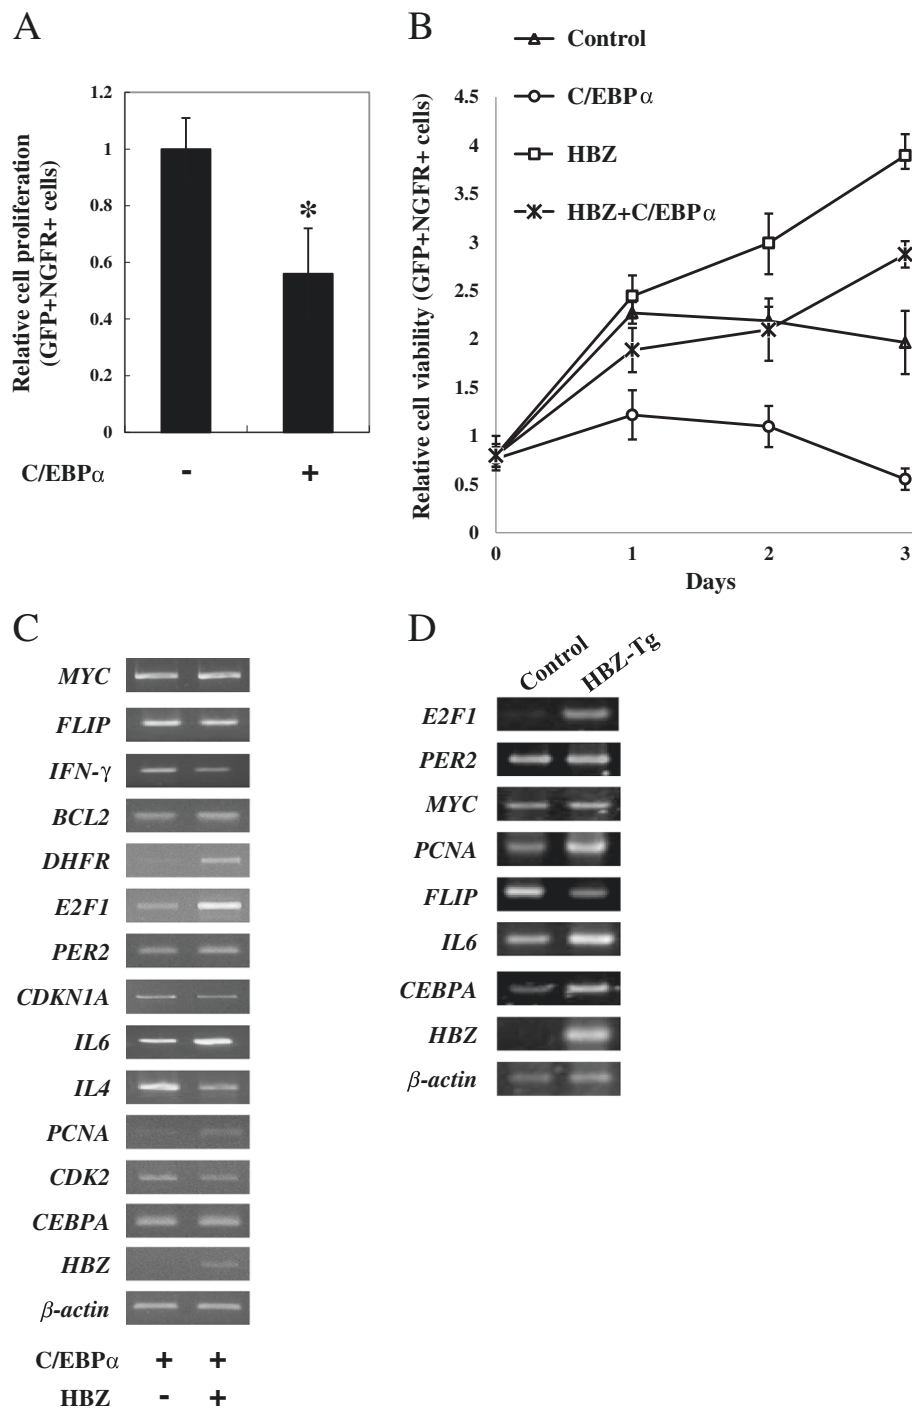 A
Relative cell proliferation
(GFP+NGFR+ cells)
1.2
1
0.8
0.6
0.4
0.2
0
*
C/EBPα - +
B
Relative cell viability (GFP+NGFR+ cells)
Control
C/EBPα
HBZ
HBZ+C/EBPα
4.5
4
3.5
3
2.5
2
1.5
1
0.5
0
0 1 2 3
Days
C
MYC
FLIP
IFN-γ
BCL2
DHFR
E2F1
PER2
CDKN1A
IL6
IL4
PCNA
CDK2
CEBPA
HBZ
β-actin
C/EBPα + +
HBZ - +
D
Control HBZ-Tg
E2F1
PER2
MYC
PCNA
FLIP
IL6
CEBPA
HBZ
β-actin